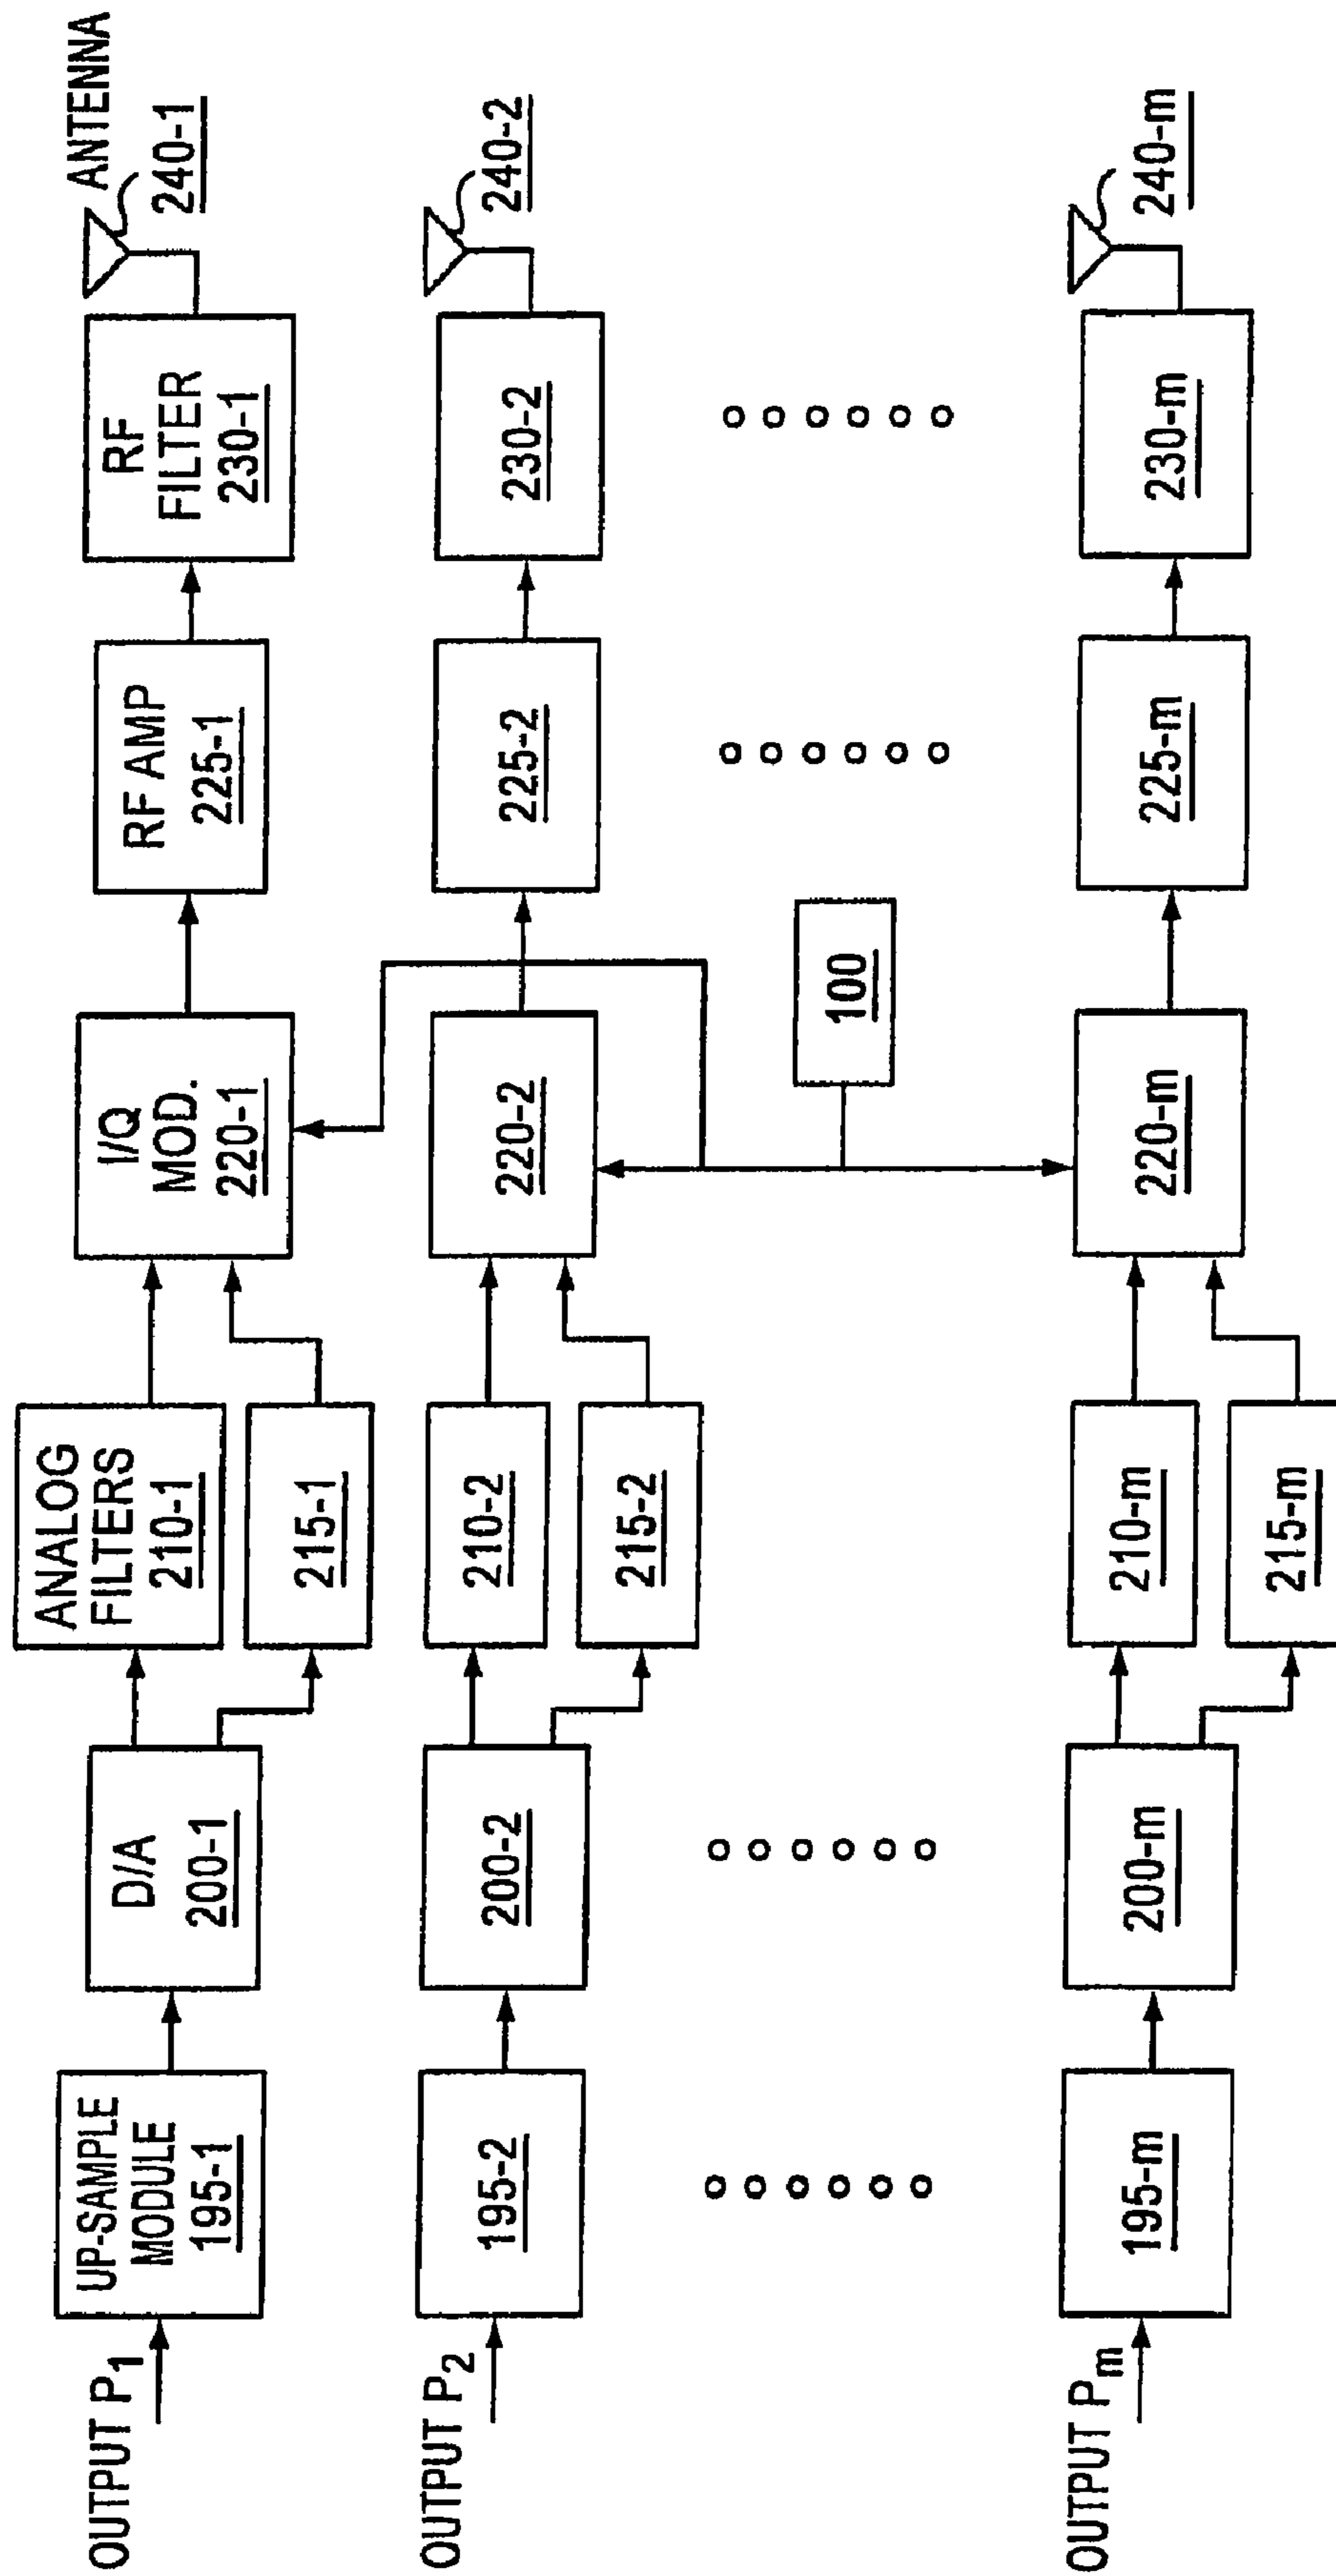 OUTPUT P1
UP-SAMPLE
MODULE
195-1
D/A
200-1
ANALOG
FILTERS
210-1
215-1
I/Q
MOD.
220-1
RF AMP
225-1
RF
FILTER
230-1
ANTENNA
240-1
OUTPUT P2
195-2
200-2
210-2
215-2
220-2
225-2
230-2
240-2
100
OUTPUT Pm
195-m
200-m
210-m
215-m
220-m
225-m
230-m
240-m